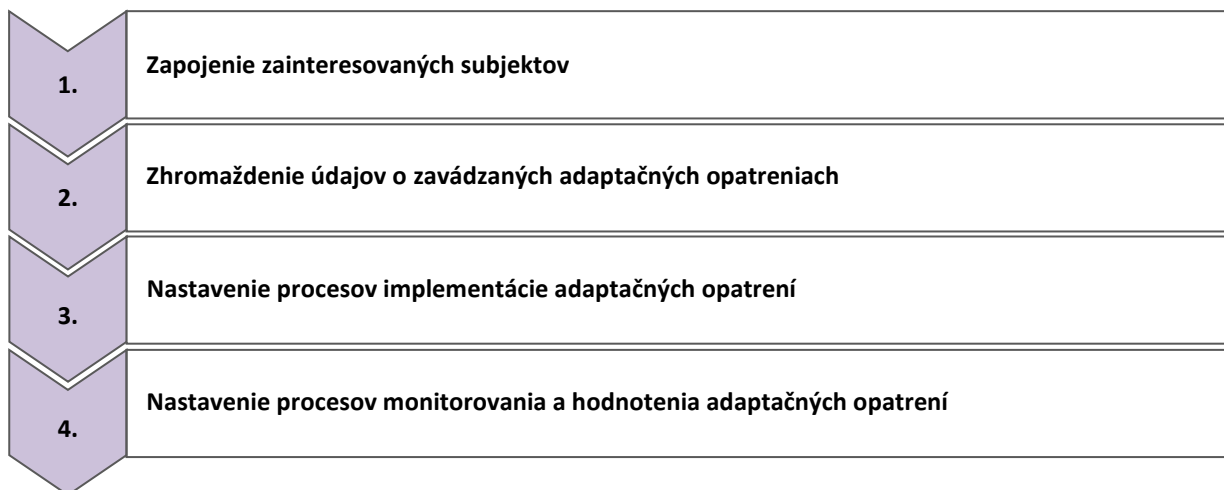 1.
Zapojenie zainteresovaných subjektov
2.
Zhromaždenie údajov o zavádzaných adaptačných opatreniach
3.
Nastavenie procesov implementácie adaptačných opatrení
4.
Nastavenie procesov monitorovania a hodnotenia adaptačných opatrení